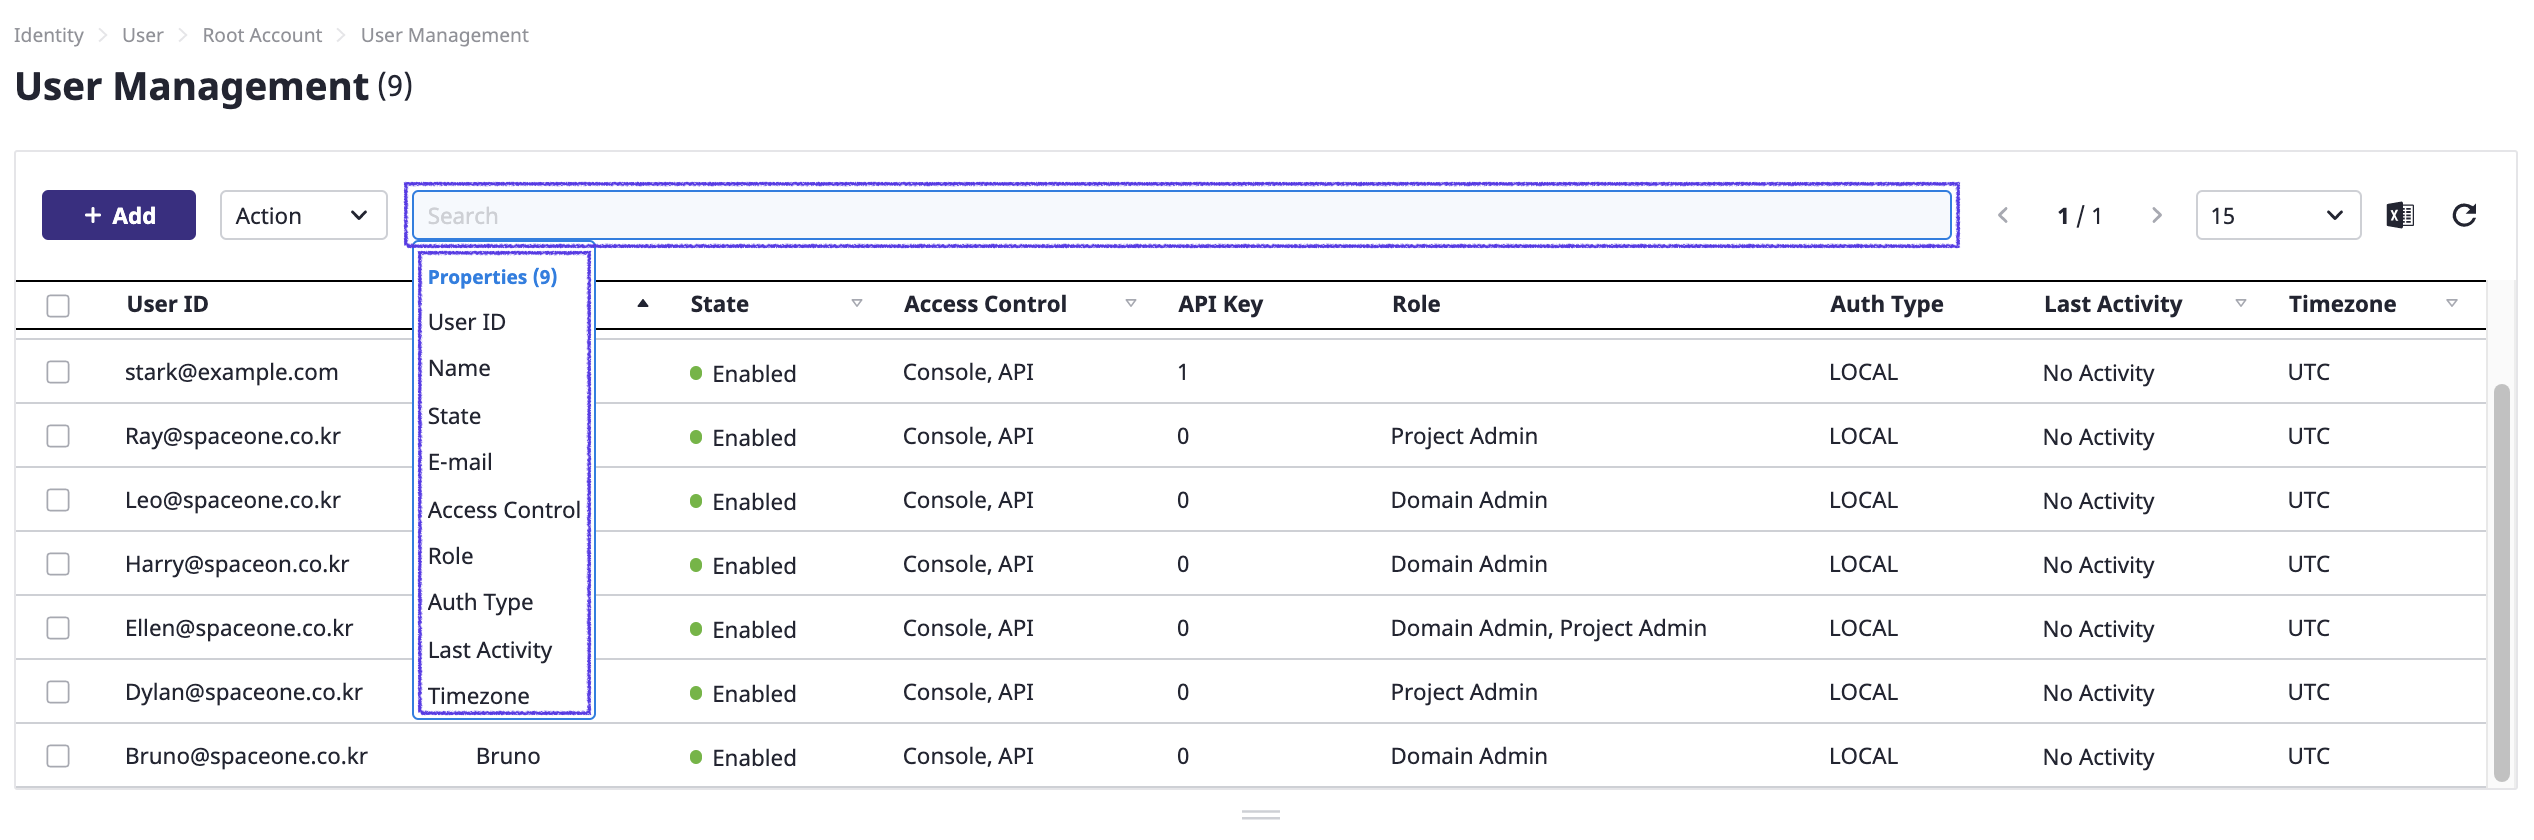 Identity > User > Root Account > User Management
User Management (9)
+ Add Action Search 1 / 1 15
Properties (9)
User ID
Name
State
E-mail
Access Control
Role
Auth Type
Last Activity
Timezone
User ID State Access Control API Key Role Auth Type Last Activity Timezone
stark@example.com Enabled Console, API 1 LOCAL No Activity UTC
Ray@spaceone.co.kr Enabled Console, API 0 Project Admin LOCAL No Activity UTC
Leo@spaceone.co.kr Enabled Console, API 0 Domain Admin LOCAL No Activity UTC
Harry@spaceon.co.kr Enabled Console, API 0 Domain Admin LOCAL No Activity UTC
Ellen@spaceone.co.kr Enabled Console, API 0 Domain Admin, Project Admin LOCAL No Activity UTC
Dylan@spaceone.co.kr Enabled Console, API 0 Project Admin LOCAL No Activity UTC
Bruno@spaceone.co.kr Bruno Enabled Console, API 0 Domain Admin LOCAL No Activity UTC